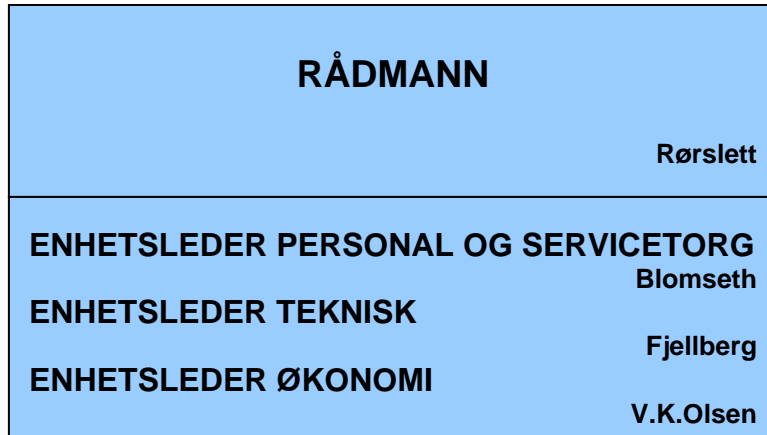 RÅDMANN
Rørslett
ENHETSLEDER PERSONAL OG SERVICETORG
Blomseth
ENHETSLEDER TEKNISK
Fjellberg
ENHETSLEDER ØKONOMI
V.K.Olsen